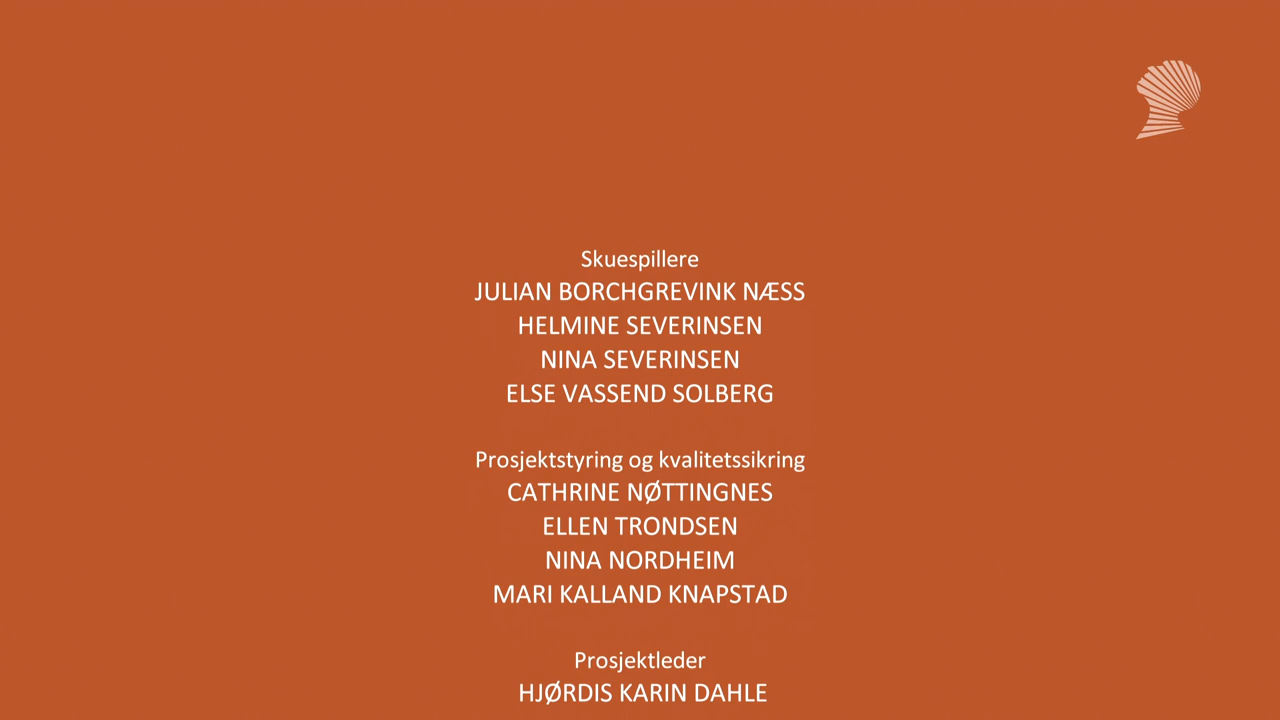 Skuespillere
JULIAN BORCHGREVINK NÆSS
HELMINE SEVERINSEN
NINA SEVERINSEN
ELSE VASSEND SOLBERG
Prosjektstyring og kvalitetssikring
CATHRINE NØTTINGNES
ELLEN TRONDSEN
NINA NORDHEIM
MARI KALLAND KNAPSTAD
Prosjektleder
HJØRDIS KARIN DAHLE